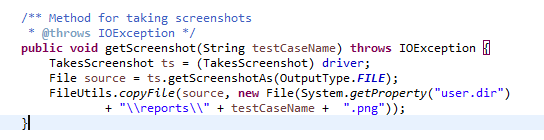 /** Method for taking screenshots
* @throws IOException */
public void getScreenshot(String testCaseName) throws IOException {
TakesScreenshot ts = (TakesScreenshot) driver;
File source = ts.getScreenshotAs(OutputType.FILE);
FileUtils.copyFile(source, new File(System.getProperty("user.dir")
+ "\\reports\\" + testCaseName + ".png"));
}